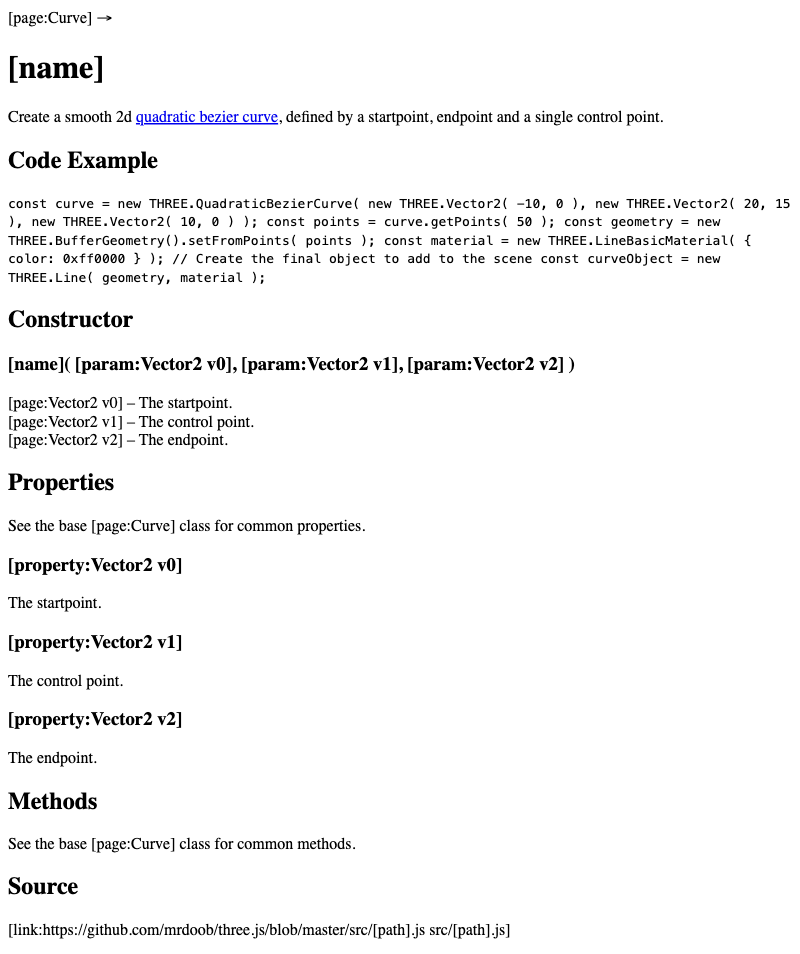 [page:Curve] →
[name]
Create a smooth 2d quadratic bezier curve, defined by a startpoint, endpoint and a single control point.
Code Example
const curve = new THREE.QuadraticBezierCurve( new THREE.Vector2( -10, 0 ), new THREE.Vector2( 20, 15
), new THREE.Vector2( 10, 0 ) ); const points = curve.getPoints( 50 ); const geometry = new
THREE.BufferGeometry().setFromPoints( points ); const material = new THREE.LineBasicMaterial( {
color: 0xff0000 } ); // Create the final object to add to the scene const curveObject = new
THREE.Line( geometry, material );
Constructor
[name]( [param:Vector2 v0], [param:Vector2 v1], [param:Vector2 v2] )
[page:Vector2 v0] – The startpoint.
[page:Vector2 v1] – The control point.
[page:Vector2 v2] – The endpoint.
Properties
See the base [page:Curve] class for common properties.
[property:Vector2 v0]
The startpoint.
[property:Vector2 v1]
The control point.
[property:Vector2 v2]
The endpoint.
Methods
See the base [page:Curve] class for common methods.
Source
[link:https://github.com/mrdoob/three.js/blob/master/src/[path].js src/[path].js]